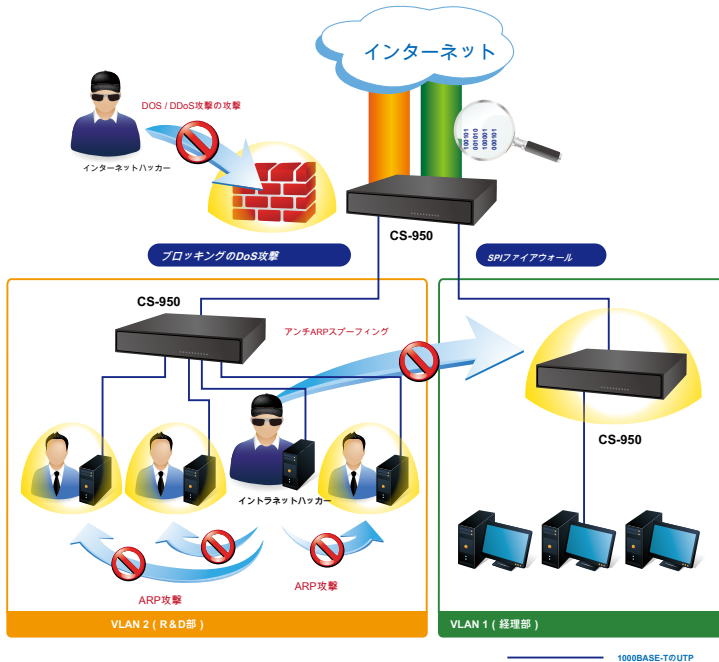 インターネット
DOS / DDoS攻撃の攻撃
100101
001010
100001
000101
インターネットハッカー
CS-950
ブロッキングのDoS攻撃
SPIファイアウォール
CS-950
アンチARPスプーフィング
CS-950
イントラネットハッカー
ARP攻撃
ARP攻撃
VLAN 2 ( R&D部 )
VLAN 1 ( 経理部 )
1000BASE-TのUTP